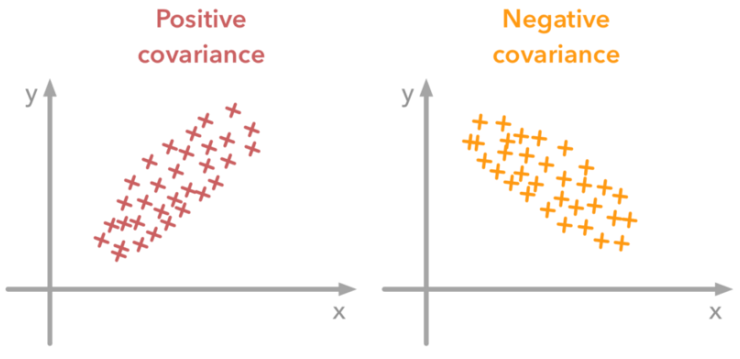 Positive
covariance
y
x
Negative
covariance
y
x